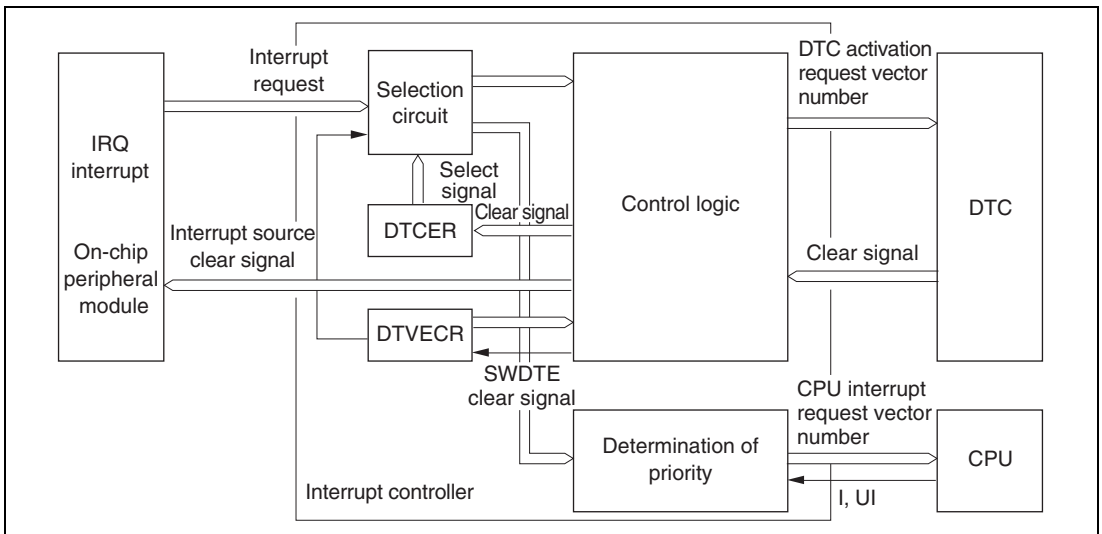 Interrupt
request
Selection
circuit
DTC activation
request vector
number
IRQ
interrupt
Select
signal
Control logic
DTC
DTCER
Clear signal
Interrupt source
clear signal
On-chip
peripheral
module
Clear signal
DTVECR
SWDTE
clear signal
CPU interrupt
request vector
number
Determination of
priority
CPU
I, UI
Interrupt controller